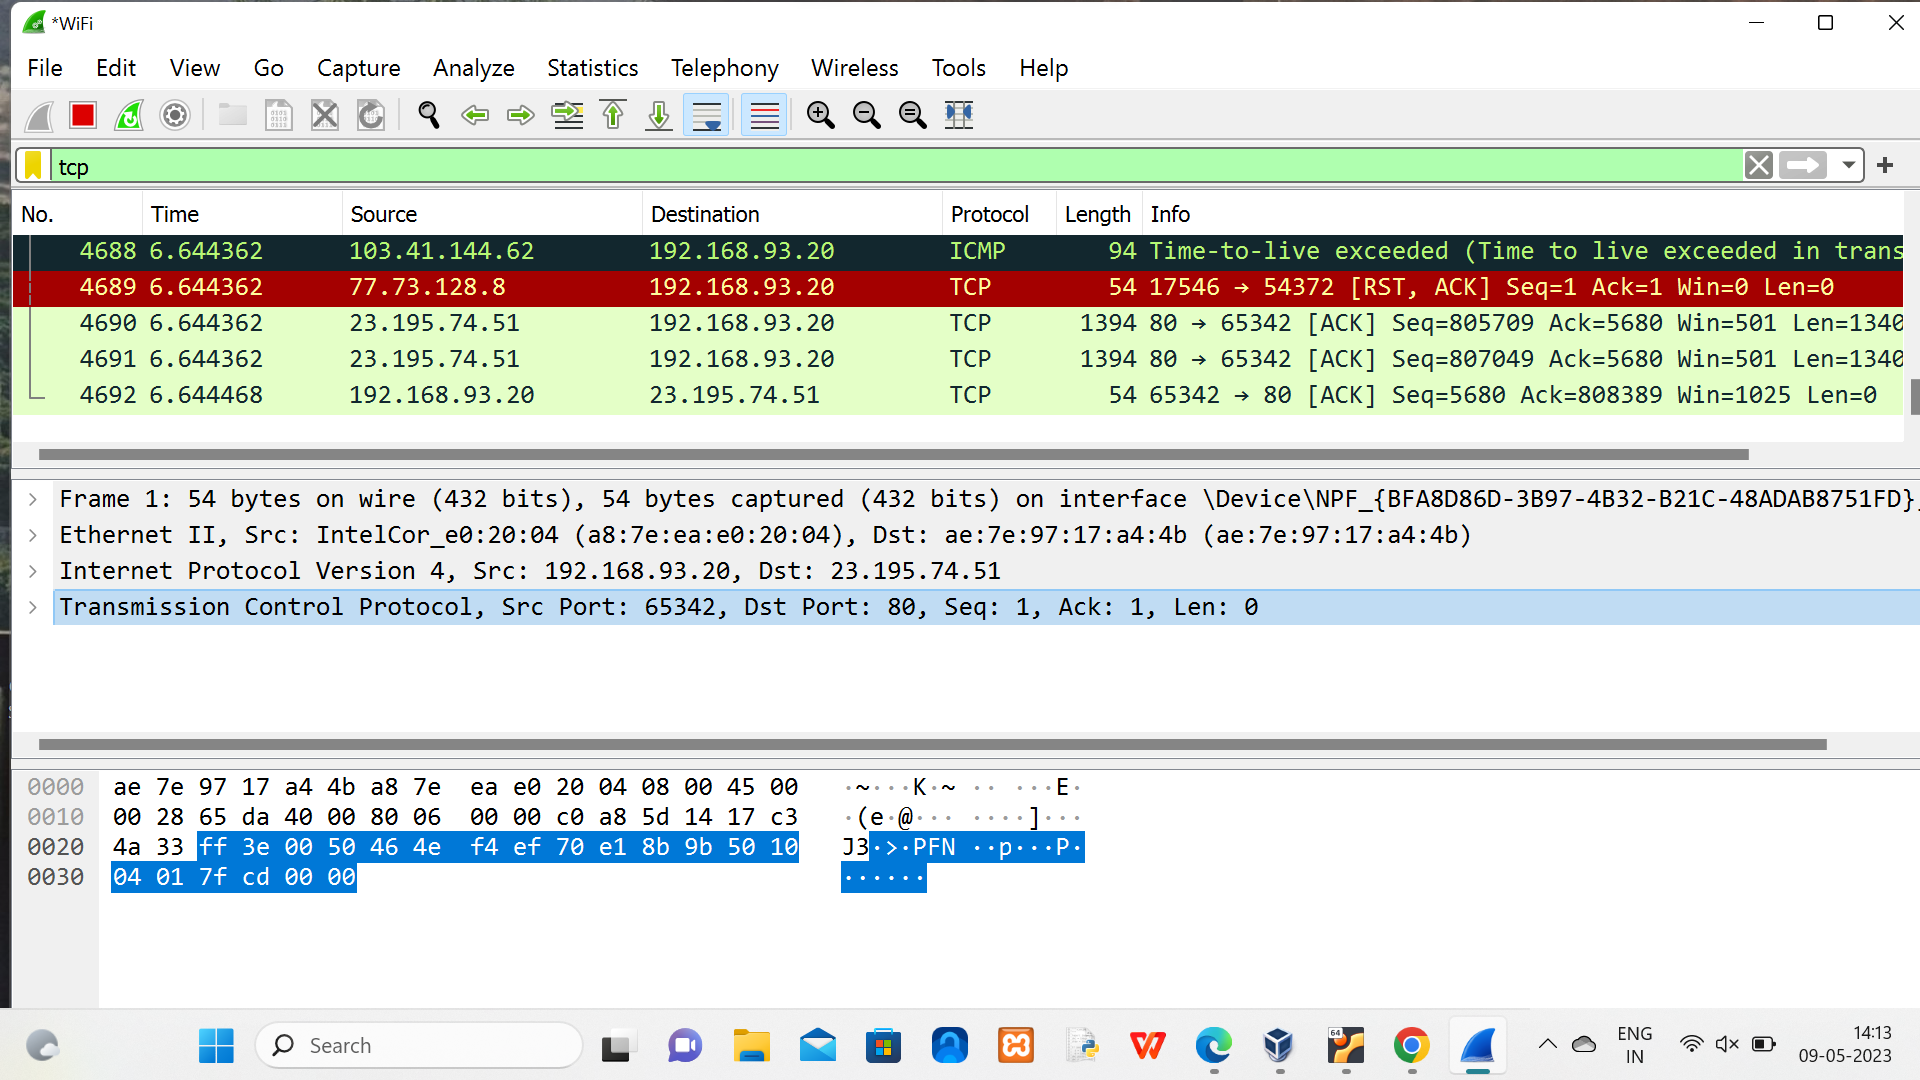 *WiFi
File Edit View Go Capture Analyze Statistics Telephony Wireless Tools Help
tcp
No. Time Source Destination Protocol Length Info
4688 6.644362 103.41.144.62 192.168.93.20 ICMP 94 Time-to-live exceeded (Time to live exceeded in trans
4689 6.644362 77.73.128.8 192.168.93.20 TCP 54 17546 → 54372 [RST, ACK] Seq=1 Ack=1 Win=0 Len=0
4690 6.644362 23.195.74.51 192.168.93.20 TCP 1394 80 → 65342 [ACK] Seq=805709 Ack=5680 Win=501 Len=1340
4691 6.644362 23.195.74.51 192.168.93.20 TCP 1394 80 → 65342 [ACK] Seq=807049 Ack=5680 Win=501 Len=1340
4692 6.644468 192.168.93.20 23.195.74.51 TCP 54 65342 → 80 [ACK] Seq=5680 Ack=808389 Win=1025 Len=0
Frame 1: 54 bytes on wire (432 bits), 54 bytes captured (432 bits) on interface \Device\NPF_{BFA8D86D-3B97-4B32-B21C-48ADAB8751FD},
Ethernet II, Src: IntelCor_e0:20:04 (a8:7e:ea:e0:20:04), Dst: ae:7e:97:17:a4:4b (ae:7e:97:17:a4:4b)
Internet Protocol Version 4, Src: 192.168.93.20, Dst: 23.195.74.51
Transmission Control Protocol, Src Port: 65342, Dst Port: 80, Seq: 1, Ack: 1, Len: 0
0000 ae 7e 97 17 a4 4b a8 7e ea e0 20 04 08 00 45 00 ·~···K·~ ·· ···E·
0010 00 28 65 da 40 00 80 06 00 00 c0 a8 5d 14 17 c3 ·(e·@··· ····]···
0020 4a 33 ff 3e 00 50 46 4e f4 ef 70 e1 8b 9b 50 10 J3·>·PFN ··p···P·
0030 04 01 7f cd 00 00 ······
Search
64
ENG
IN
14:13
09-05-2023